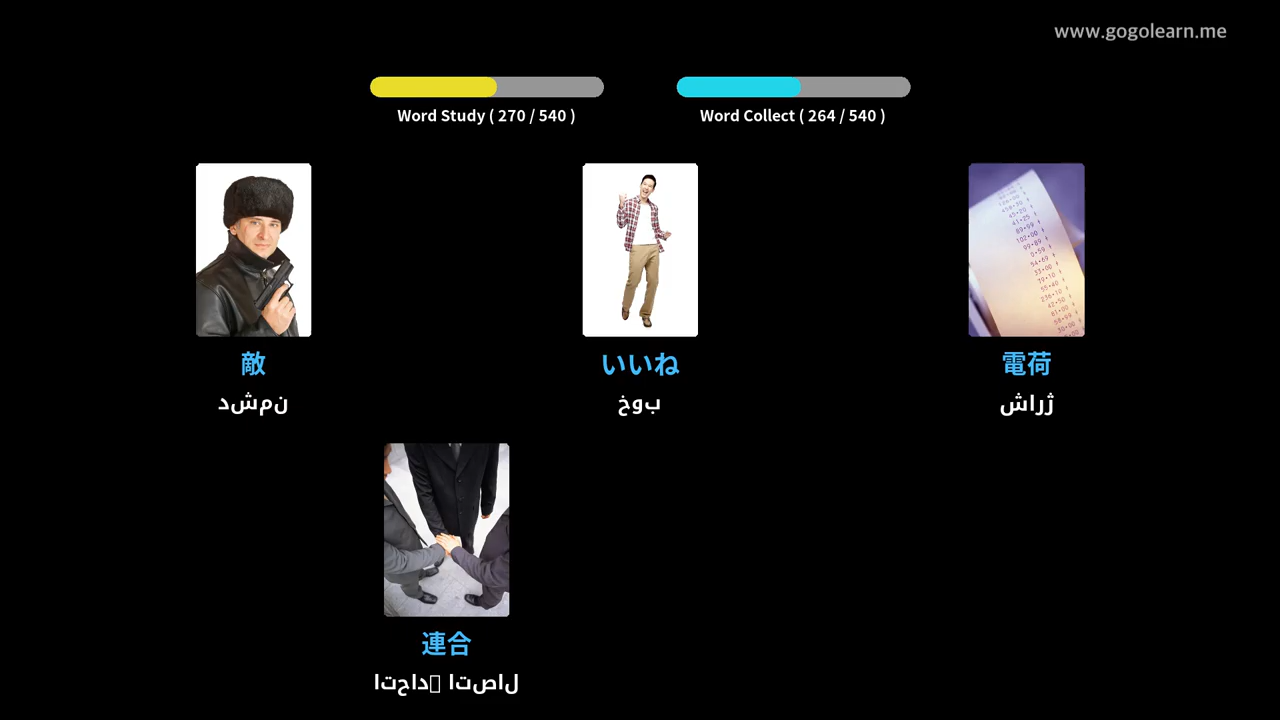 www.gogolearn.me
Word Study ( 270 / 540 )
Word Collect ( 264 / 540 )
敵
いいね
電荷
دشمن
خوب
شارژ
連合
اتحاد□ اتصال